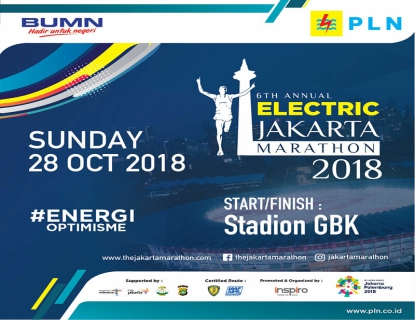 BUMN
Hadir untuk negeri
PLN
6TH ANNUAL
ELECTRIC
JAKARTA
MARATHON
2018
SUNDAY
28 OCT 2018
#ENERGI
OPTIMISME
START/FINISH :
Stadion GBK
www.thejakartamarathon.com
thejakartamarathon
jakartamarathon
Supported by :
Certified Route :
Promoted & Organized by :
inspiro
Jakarta
Palembang
2018
www.pln.co.id